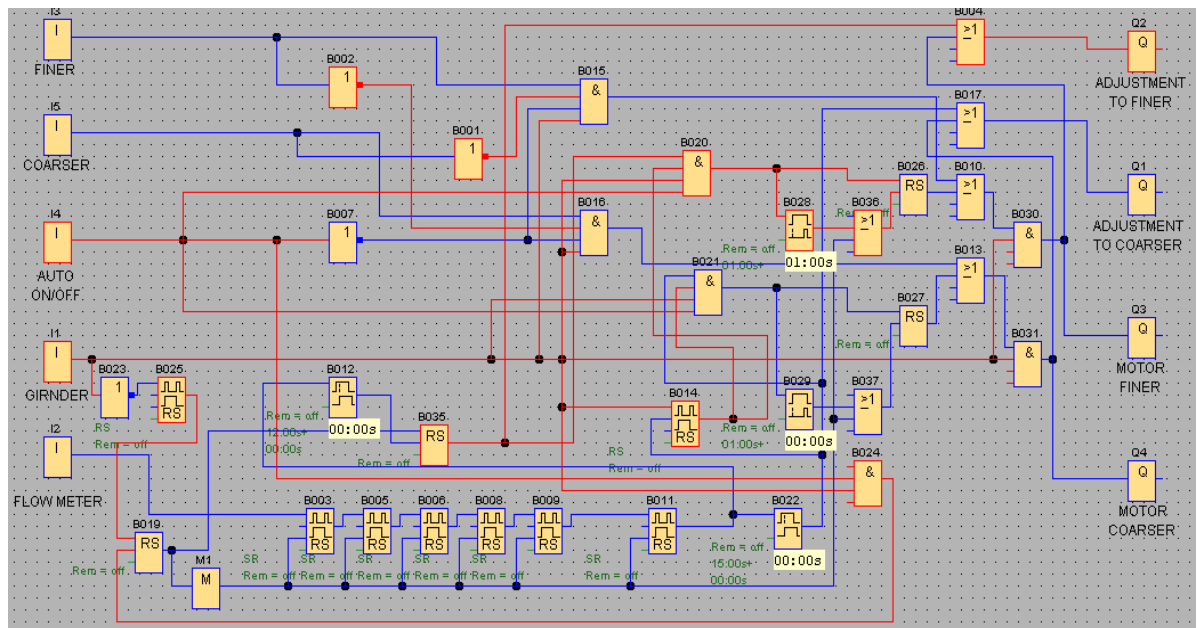 I3
I
FINER
B002
1
I5
I
COARSER
B001
1
B015
&
B004
>1
Q2
Q
ADJUSTMENT
TO FINER
B017
>1
B020
&
B026
RS
B010
>1
Q1
Q
ADJUSTMENT
TO COARSER
I4
I
AUTO
ON/OFF.
B007
1
B016
&
B028
Rem = off
01:00s+
01:00s
B036
>1
B030
&
B021
&
B013
>1
B027
RS
Rem = off
I1
I
GIRNDER
B023
1
B025
RS
RS
Rem = off
B012
Rem = off
12:00s+
00:00s
00:00s
B035
RS
Rem = off
B014
RS
RS
Rem = off
B029
Rem = off
01:00s+
00:00s
B037
>1
B031
&
Q3
Q
MOTOR
FINER
I2
I
FLOW METER
B024
&
Q4
Q
MOTOR
COARSER
B019
RS
Rem = off
M1
M
B003
RS
SR
Rem = off
B005
RS
SR
Rem = off
B006
RS
SR
Rem = off
B008
RS
SR
Rem = off
B009
RS
SR
Rem = off
B011
RS
SR
Rem = off
B022
Rem = off
15:00s+
00:00s
00:00s